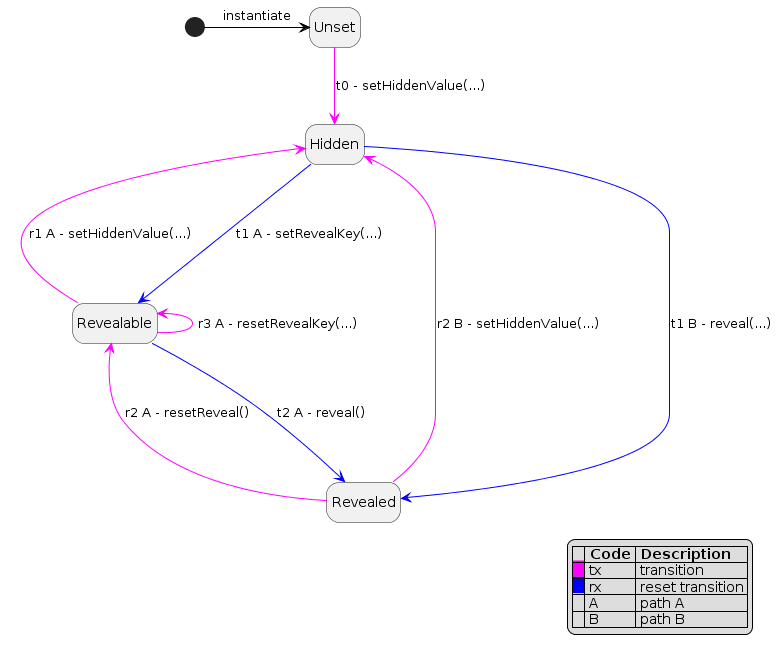 instantiate
Unset
t0 - setHiddenValue(...)
Hidden
r1 A - setHiddenValue(...)
t1 A - setRevealKey(...)
Revealable
r3 A - resetRevealKey(...)
r2 B - setHiddenValue(...)
t1 B - reveal(...)
r2 A - resetReveal()
t2 A - reveal()
Revealed
Code Description
tx transition
rx reset transition
A path A
B path B